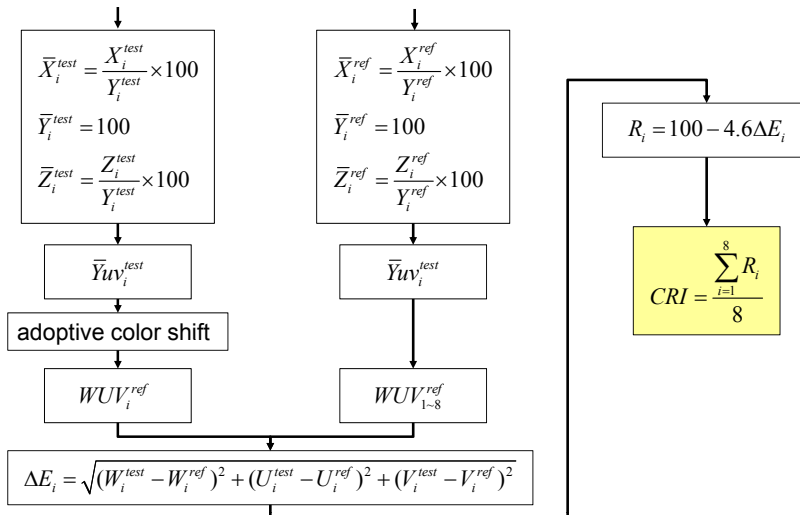 X̄_i^{test} = X_i^{test} / Y_i^{test} × 100
Ȳ_i^{test} = 100
Z̄_i^{test} = Z_i^{test} / Y_i^{test} × 100
Ȳuv_i^{test}
adoptive color shift
WUV_i^{ref}
X̄_i^{ref} = X_i^{ref} / Y_i^{ref} × 100
Ȳ_i^{ref} = 100
Z̄_i^{ref} = Z_i^{ref} / Y_i^{ref} × 100
Ȳuv_i^{test}
WUV_{1~8}^{ref}
ΔE_i = √((W_i^{test} − W_i^{ref})² + (U_i^{test} − U_i^{ref})² + (V_i^{test} − V_i^{ref})²)
R_i = 100 − 4.6ΔE_i
CRI = ∑_{i=1}^{8} R_i / 8